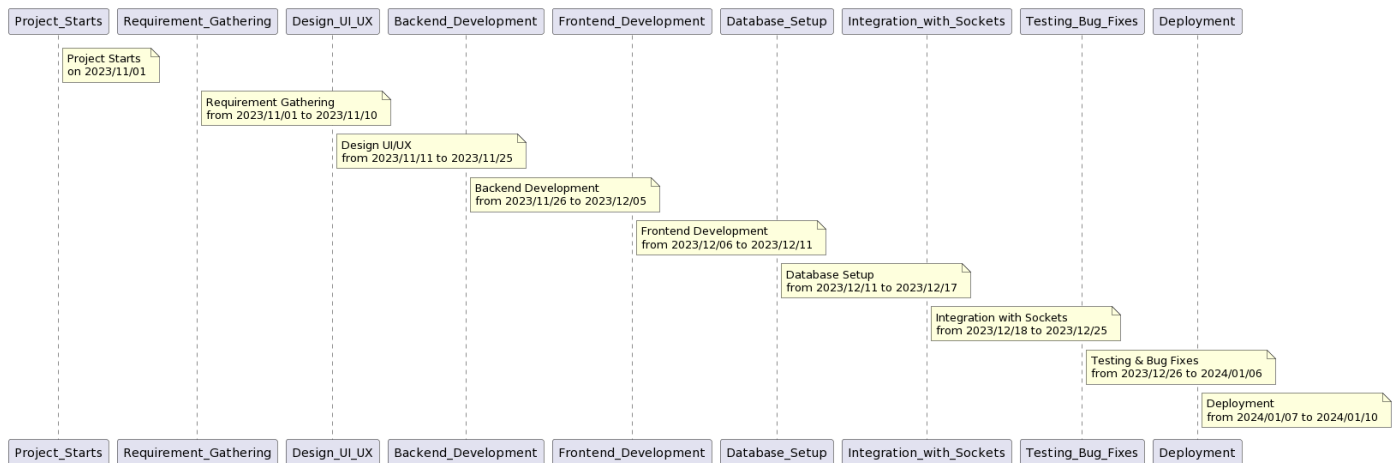 Project_Starts
Requirement_Gathering
Design_UI_UX
Backend_Development
Frontend_Development
Database_Setup
Integration_with_Sockets
Testing_Bug_Fixes
Deployment
Project Starts
on 2023/11/01
Requirement Gathering
from 2023/11/01 to 2023/11/10
Design UI/UX
from 2023/11/11 to 2023/11/25
Backend Development
from 2023/11/26 to 2023/12/05
Frontend Development
from 2023/12/06 to 2023/12/11
Database Setup
from 2023/12/11 to 2023/12/17
Integration with Sockets
from 2023/12/18 to 2023/12/25
Testing & Bug Fixes
from 2023/12/26 to 2024/01/06
Deployment
from 2024/01/07 to 2024/01/10
Project_Starts
Requirement_Gathering
Design_UI_UX
Backend_Development
Frontend_Development
Database_Setup
Integration_with_Sockets
Testing_Bug_Fixes
Deployment